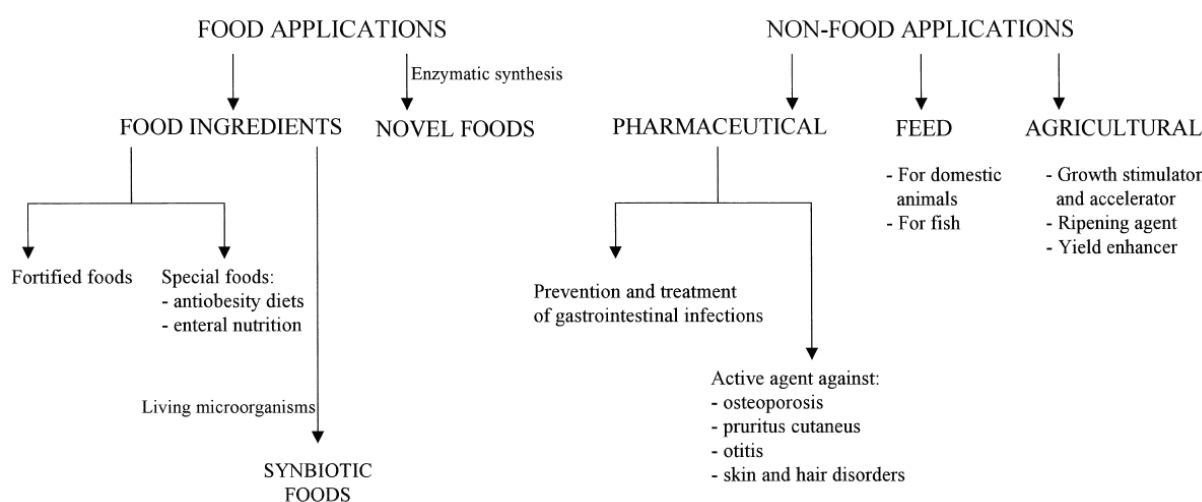 FOOD APPLICATIONS
Enzymatic synthesis
FOOD INGREDIENTS
NOVEL FOODS
Fortified foods
Special foods:
- antiobesity diets
- enteral nutrition
Living microorganisms
SYNBIOTIC
FOODS
NON-FOOD APPLICATIONS
PHARMACEUTICAL
FEED
AGRICULTURAL
- For domestic
animals
- For fish
- Growth stimulator
and accelerator
- Ripening agent
- Yield enhancer
Prevention and treatment
of gastrointestinal infections
Active agent against:
- osteoporosis
- pruritus cutaneus
- otitis
- skin and hair disorders